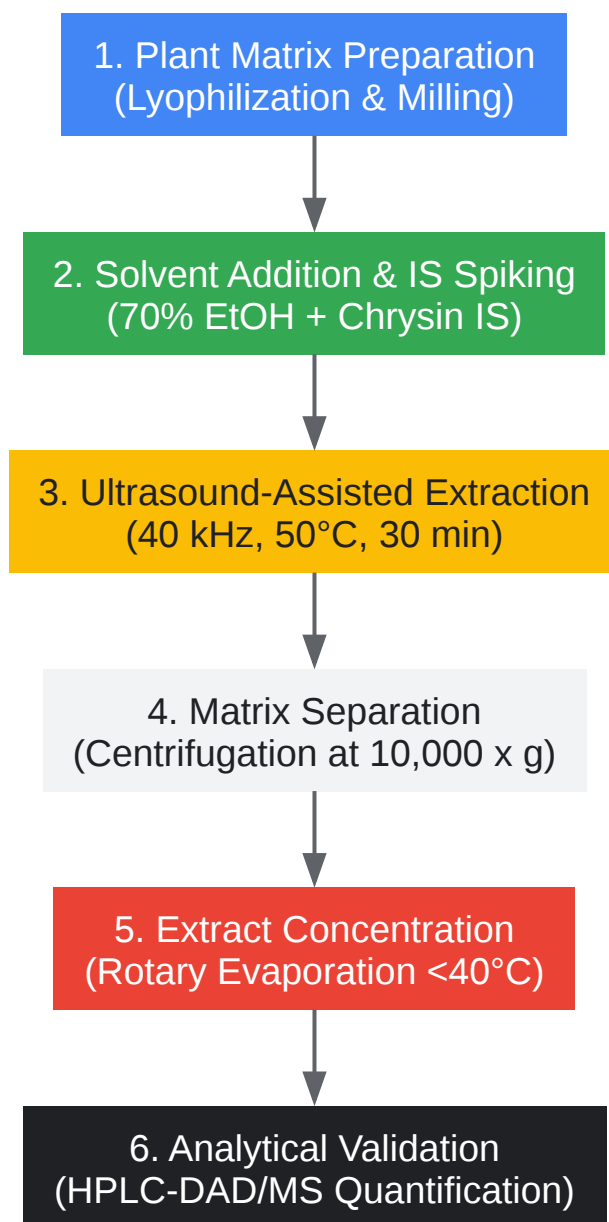 1. Plant Matrix Preparation
(Lyophilization & Milling)
2. Solvent Addition & IS Spiking
(70% EtOH + Chrysin IS)
3. Ultrasound-Assisted Extraction
(40 kHz, 50°C, 30 min)
4. Matrix Separation
(Centrifugation at 10,000 x g)
5. Extract Concentration
(Rotary Evaporation <40°C)
6. Analytical Validation
(HPLC-DAD/MS Quantification)